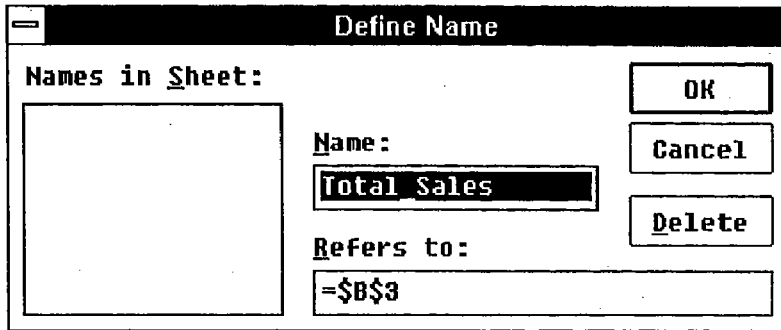 Define Name
Names in Sheet:
OK
Name:
Cancel
Total_Sales
Delete
Refers to:
=$B$3